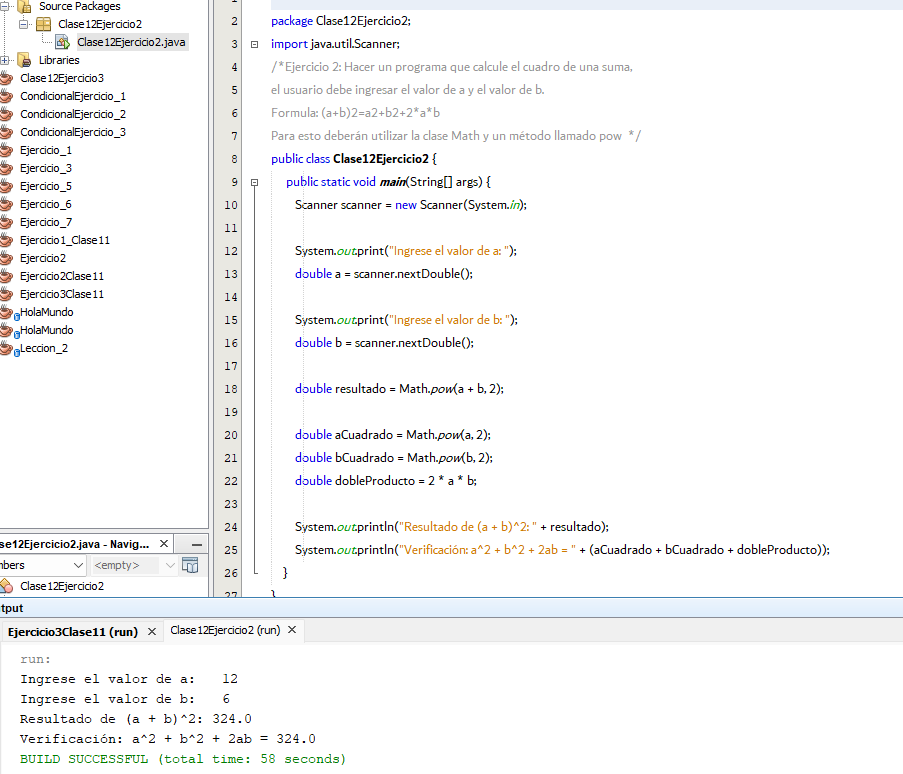 Source Packages
Clase12Ejercicio2
Clase12Ejercicio2.java
Libraries
Clase12Ejercicio3
CondicionalEjercicio_1
CondicionalEjercicio_2
CondicionalEjercicio_3
Ejercicio_1
Ejercicio_3
Ejercicio_5
Ejercicio_6
Ejercicio_7
Ejercicio1_Clase11
Ejercicio2
Ejercicio2Clase11
Ejercicio3Clase11
HolaMundo
HolaMundo
Leccion_2
se12Ejercicio2.java - Navig...
nbers
<empty>
Clase12Ejercicio2
2 package Clase12Ejercicio2;
3 import java.util.Scanner;
4 /*Ejercicio 2: Hacer un programa que calcule el cuadro de una suma,
5 el usuario debe ingresar el valor de a y el valor de b.
6 Formula: (a+b)2=a2+b2+2*a*b
7 Para esto deberán utilizar la clase Math y un método llamado pow */
8 public class Clase12Ejercicio2 {
9 public static void main(String[] args) {
10 Scanner scanner = new Scanner(System.in);
11
12 System.out.print("Ingrese el valor de a: ");
13 double a = scanner.nextDouble();
14
15 System.out.print("Ingrese el valor de b: ");
16 double b = scanner.nextDouble();
17
18 double resultado = Math.pow(a + b, 2);
19
20 double aCuadrado = Math.pow(a, 2);
21 double bCuadrado = Math.pow(b, 2);
22 double dobleProducto = 2 * a * b;
23
24 System.out.println("Resultado de (a + b)^2: " + resultado);
25 System.out.println("Verificación: a^2 + b^2 + 2ab = " + (aCuadrado + bCuadrado + dobleProducto));
26 }
27 }
tput
Ejercicio3Clase11 (run)
Clase12Ejercicio2 (run)
run:
Ingrese el valor de a: 12
Ingrese el valor de b: 6
Resultado de (a + b)^2: 324.0
Verificación: a^2 + b^2 + 2ab = 324.0
BUILD SUCCESSFUL (total time: 58 seconds)